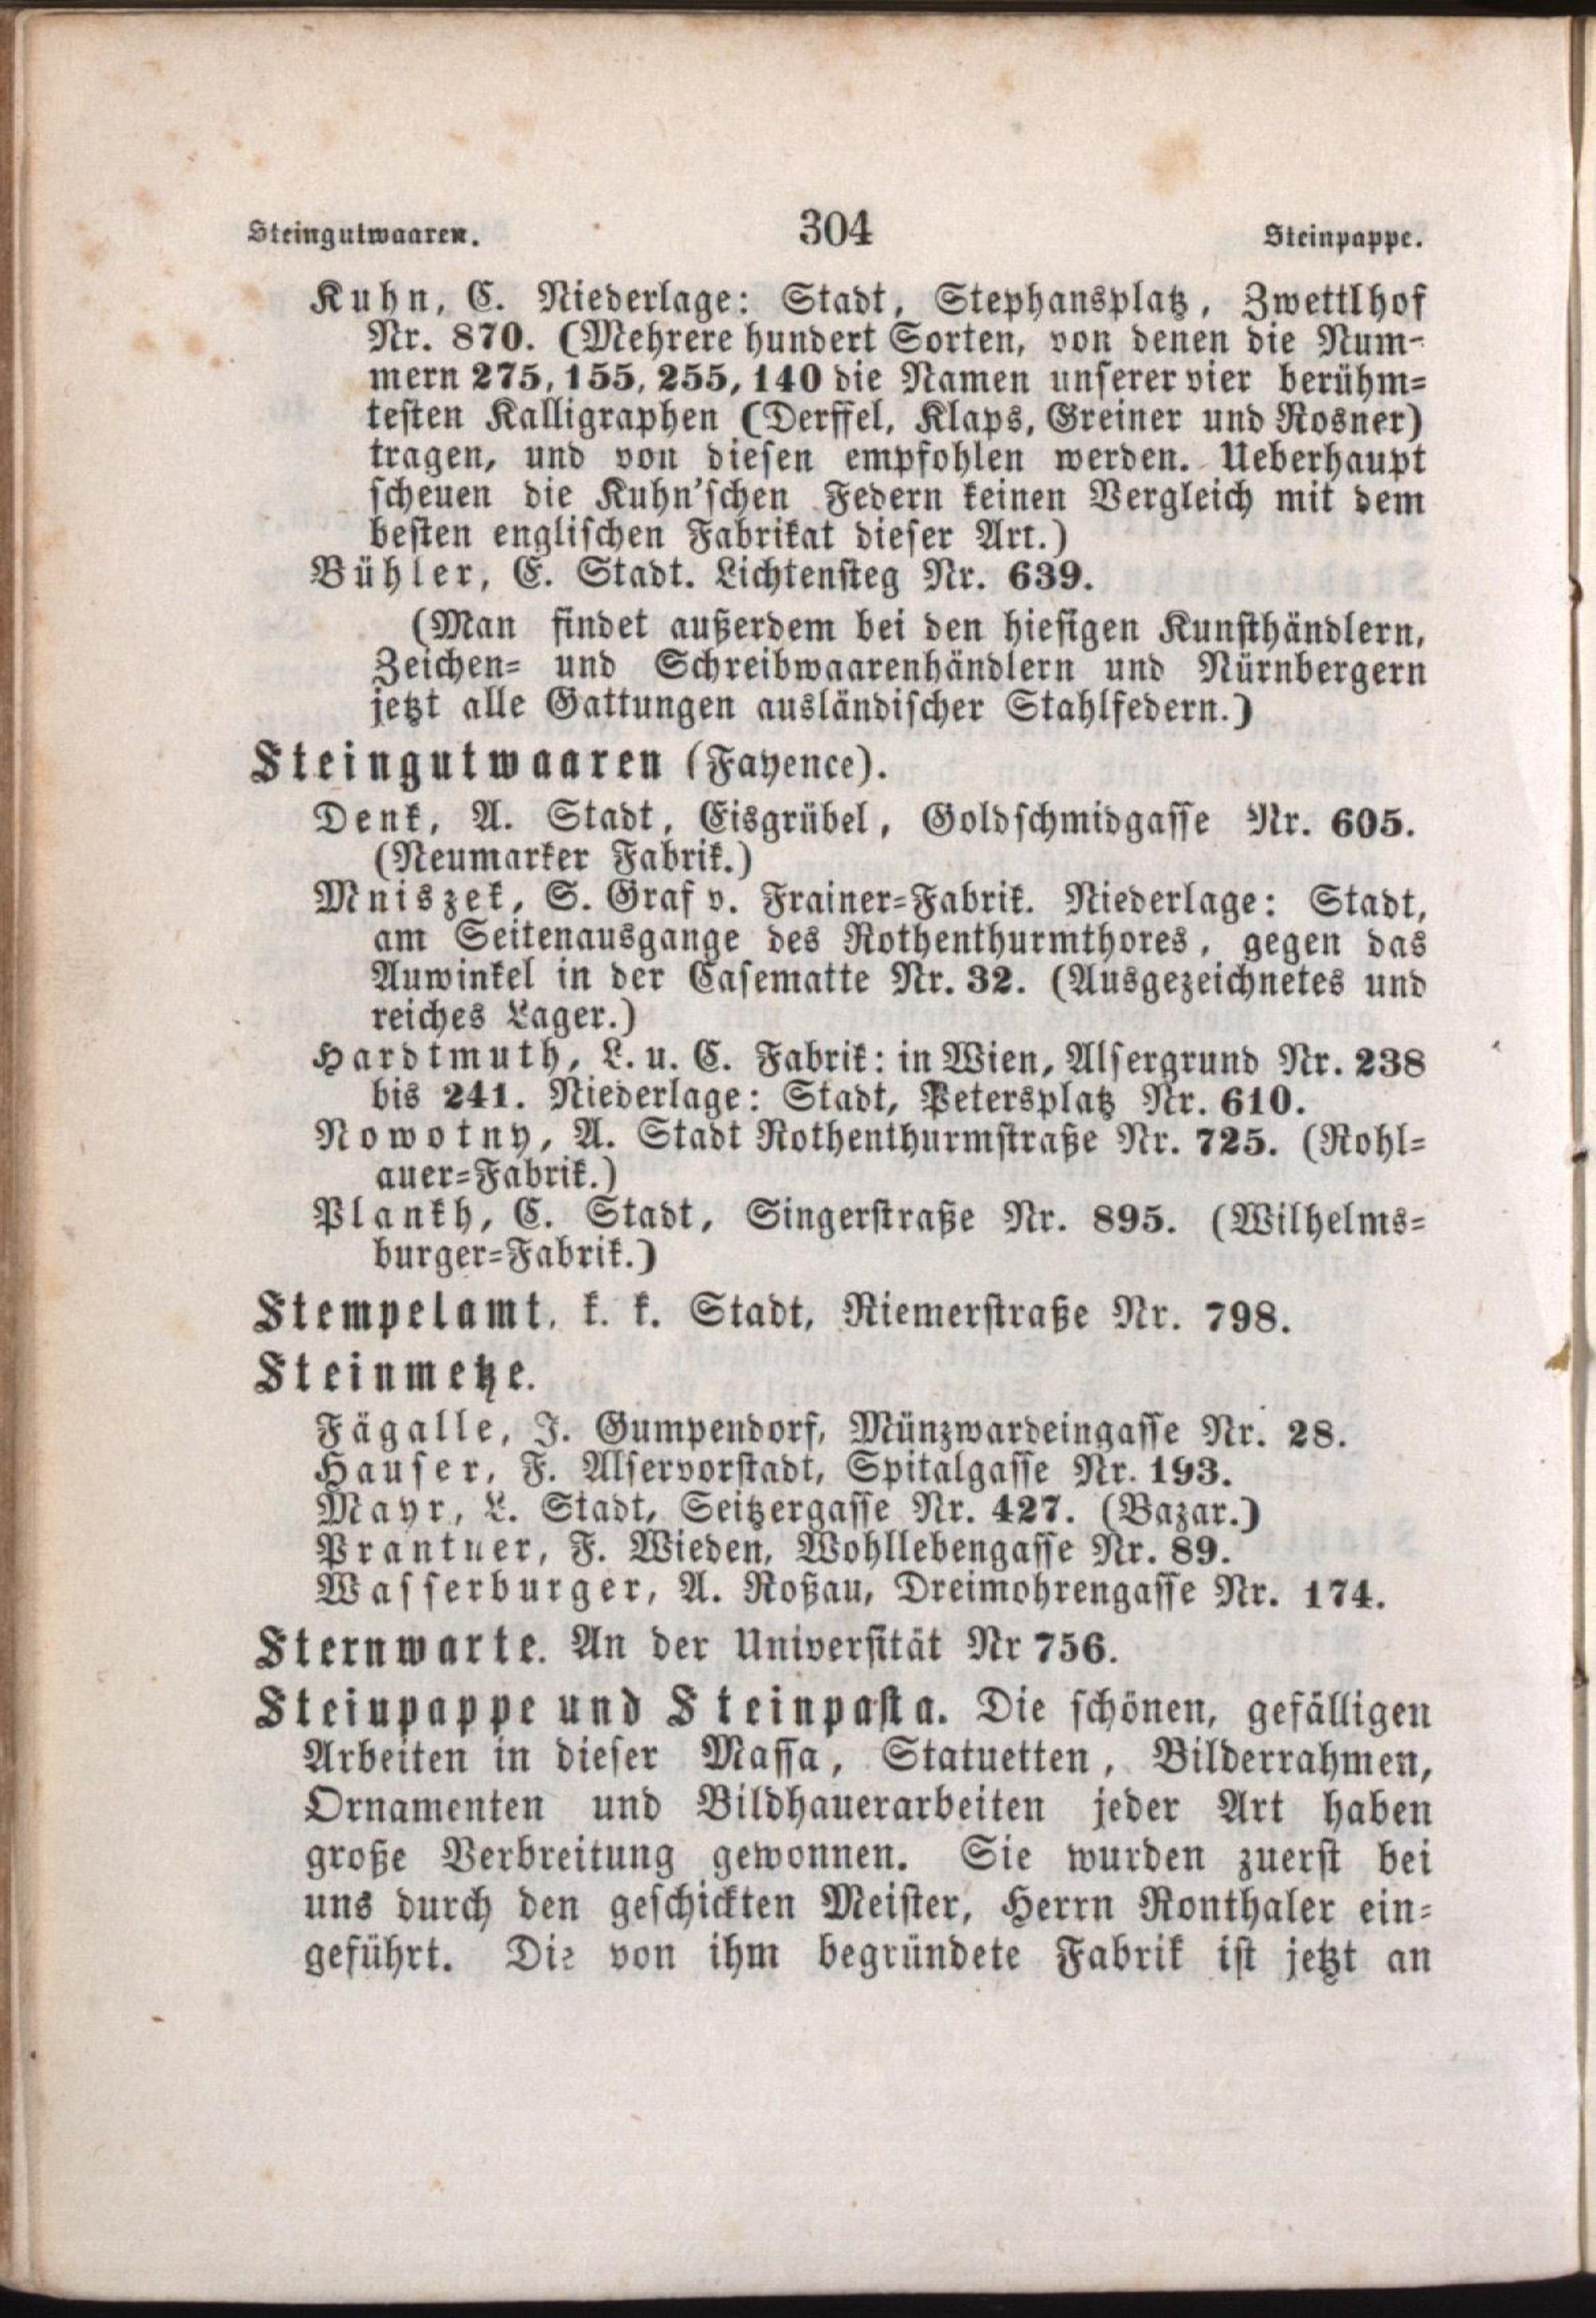 Steingutwaaren. 304 Steinpappe.
Kuhn, C. Niederlage: Stadt, Stephansplatz, Zwettlhof
Nr. 870. (Mehrere hundert Sorten, von denen die Num-
mern 275, 155, 255, 140 die Namen unserer vier berühm-
testen Kalligraphen (Derffel, Klaps, Greiner und Rosner)
tragen, und von diesen empfohlen werden. Ueberhaupt
scheuen die Kuhn'schen Federn keinen Vergleich mit dem
besten englischen Fabrikat dieser Art.)
Bühler, E. Stadt. Lichtensteg Nr. 639.
(Man findet außerdem bei den hiesigen Kunsthändlern,
Zeichen- und Schreibwaarenhändlern und Nürnbergern
jetzt alle Gattungen ausländischer Stahlfedern.)
Steingutwaaren (Fayence).
Denk, A. Stadt, Eisgrübel, Goldschmidgasse Nr. 605.
(Neumarker Fabrik.)
Mniszek, S. Graf v. Frainer-Fabrik. Niederlage: Stadt,
am Seitenausgange des Rothenthurmthores, gegen das
Auwinkel in der Casematte Nr. 32. (Ausgezeichnetes und
reiches Lager.)
Hardtmuth, L. u. C. Fabrik: in Wien, Alsergrund Nr. 238
bis 241. Niederlage: Stadt, Petersplatz Nr. 610.
Nowotny, A. Stadt Rothenthurmstraße Nr. 725. (Rohl-
auer-Fabrik.)
Plankh, C. Stadt, Singerstraße Nr. 895. (Wilhelms-
burger-Fabrik.)
Stempelamt, k. k. Stadt, Riemerstraße Nr. 798.
Steinmetze.
Fägalle, J. Gumpendorf, Münzwardeingasse Nr. 28.
Hauser, F. Alservorstadt, Spitalgasse Nr. 193.
Mayr, L. Stadt, Seitzergasse Nr. 427. (Bazar.)
Prantner, F. Wieden, Wohllebengasse Nr. 89.
Wasserburger, A. Roßau, Dreimohrengasse Nr. 174.
Sternwarte. An der Universität Nr 756.
Steinpappe und Steinpasta. Die schönen, gefälligen
Arbeiten in dieser Massa, Statuetten, Bilderrahmen,
Ornamenten und Bildhauerarbeiten jeder Art haben
große Verbreitung gewonnen. Sie wurden zuerst bei
uns durch den geschickten Meister, Herrn Ronthaler ein-
geführt. Die von ihm begründete Fabrik ist jetzt an